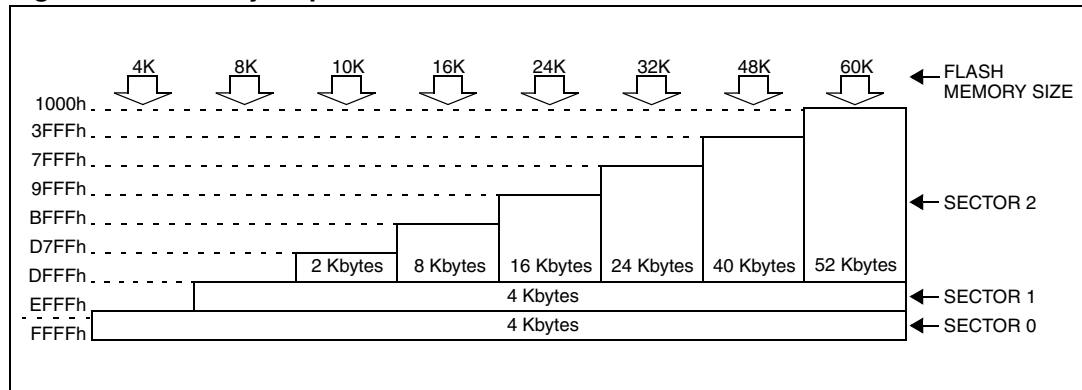 4K 8K 10K 16K 24K 32K 48K 60K FLASH
MEMORY SIZE
1000h
3FFFh
7FFFh
9FFFh
SECTOR 2
BFFFh
D7FFh
2 Kbytes 8 Kbytes 16 Kbytes 24 Kbytes 40 Kbytes 52 Kbytes
DFFFh
4 Kbytes SECTOR 1
EFFFh
4 Kbytes SECTOR 0
FFFFh